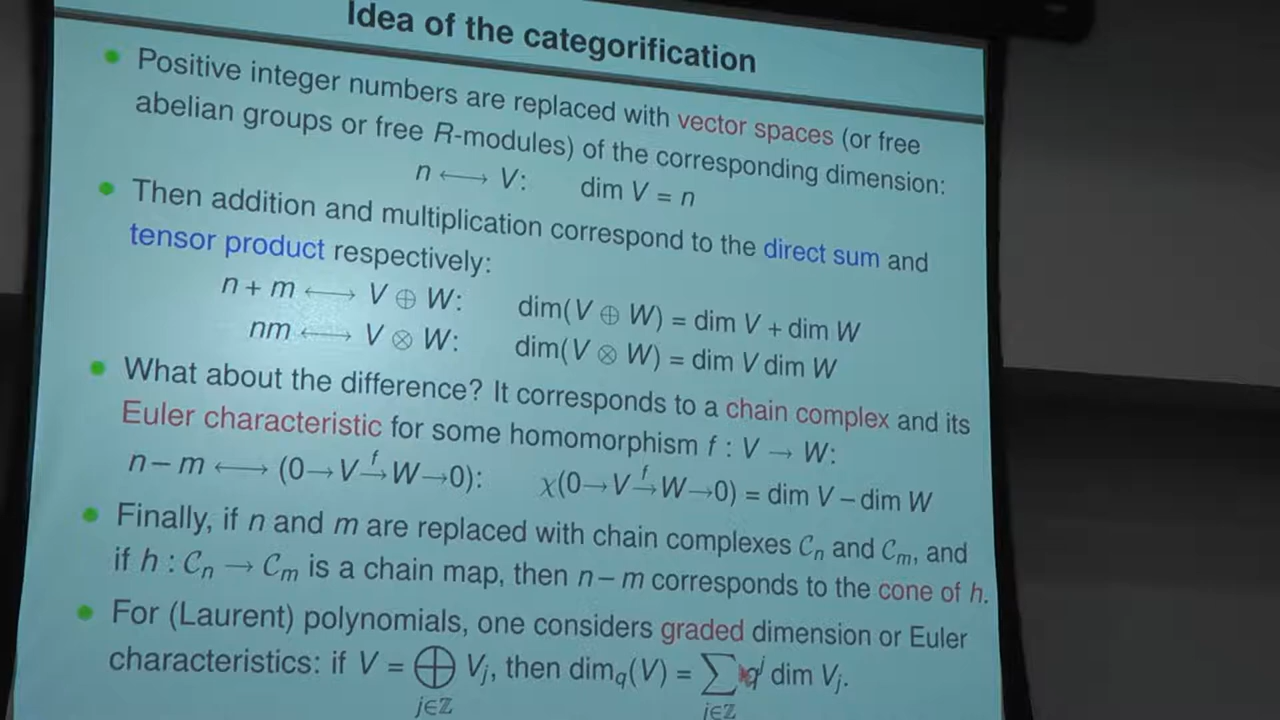 Idea of the categorification
Positive integer numbers are replaced with vector spaces (or free
abelian groups or free R-modules) of the corresponding dimension:
n ⟷ V: dim V = n
Then addition and multiplication correspond to the direct sum and
tensor product respectively:
n + m ⟷ V ⊕ W: dim(V ⊕ W) = dim V + dim W
nm ⟷ V ⊗ W: dim(V ⊗ W) = dim V dim W
What about the difference? It corresponds to a chain complex and its
Euler characteristic for some homomorphism f : V → W:
n − m ⟷ (0→V →f W→0): χ(0→V →f W→0) = dim V − dim W
Finally, if n and m are replaced with chain complexes 𝒞ₙ and 𝒞ₘ, and
if h : 𝒞ₙ → 𝒞ₘ is a chain map, then n − m corresponds to the cone of h.
For (Laurent) polynomials, one considers graded dimension or Euler
characteristics: if V = ⊕ Vⱼ, then dim_q(V) = ∑ qʲ dim Vⱼ.
j∈ℤ j∈ℤ